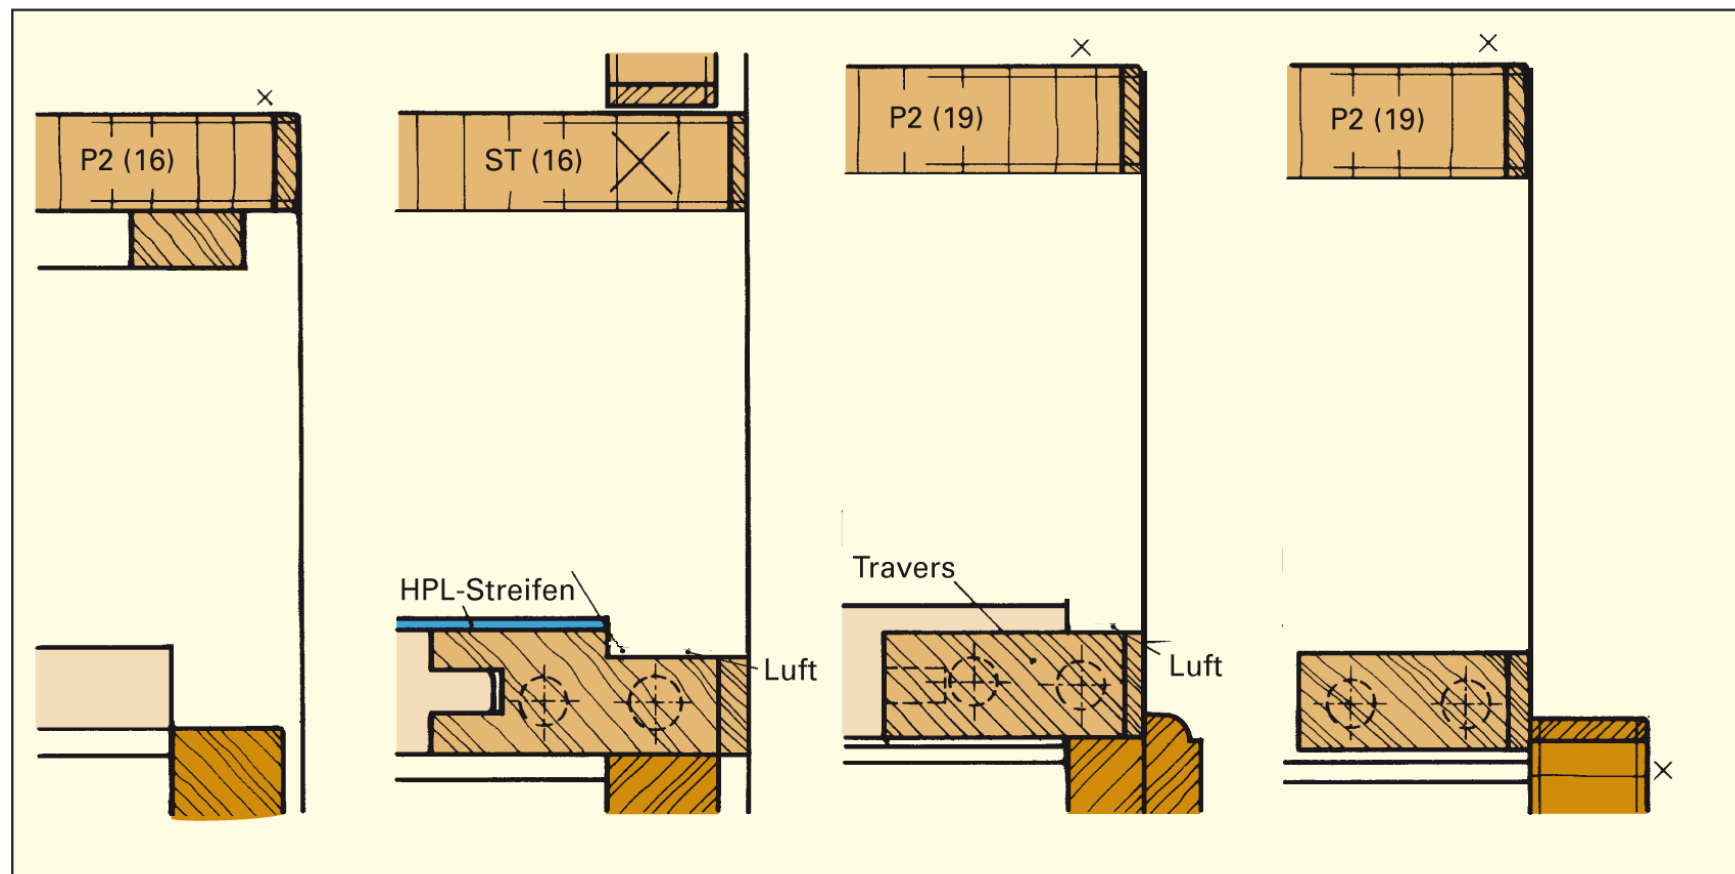 P2 (16)
ST (16)
P2 (19)
P2 (19)
HPL-Streifen
Luft
Travers
Luft